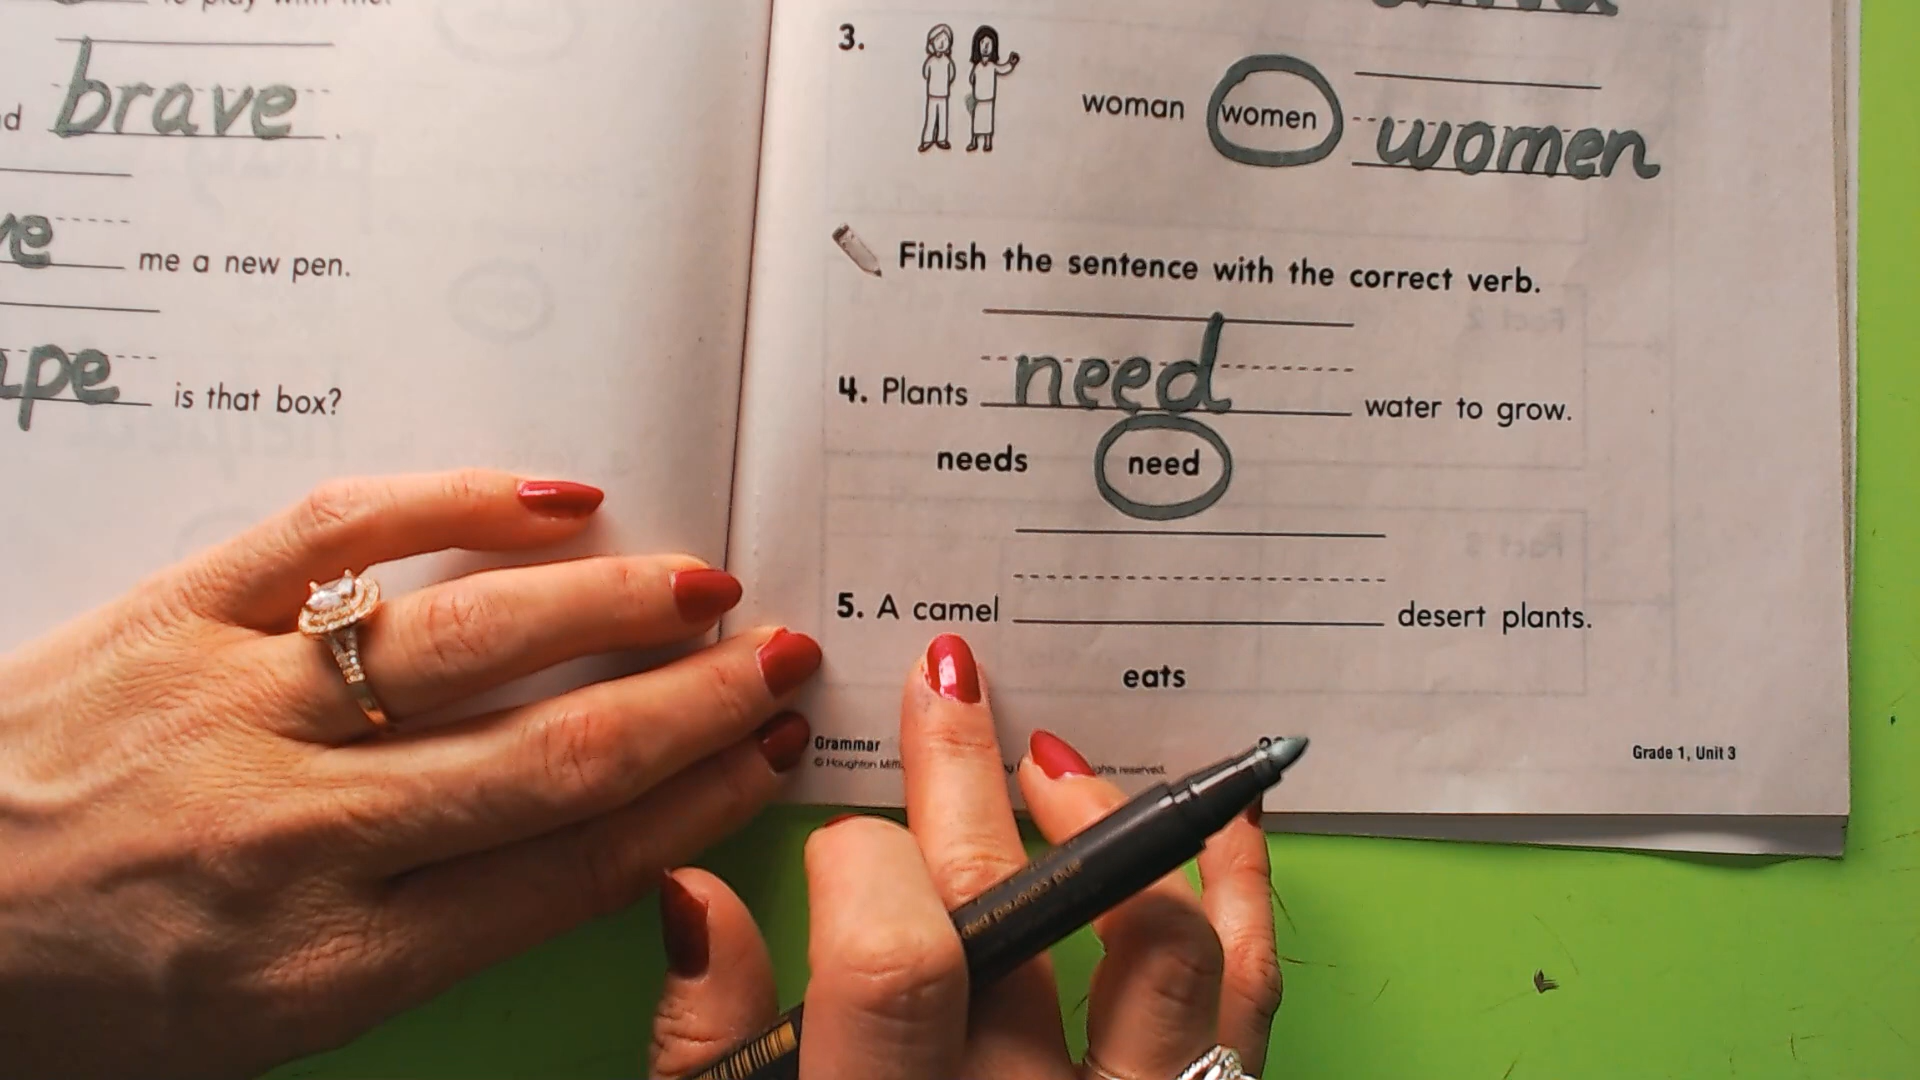 brave .
me a new pen.
is that box?
3. woman women women
Finish the sentence with the correct verb.
4. Plants need water to grow.
needs need
5. A camel desert plants.
eats
Grammar
Grade 1, Unit 3